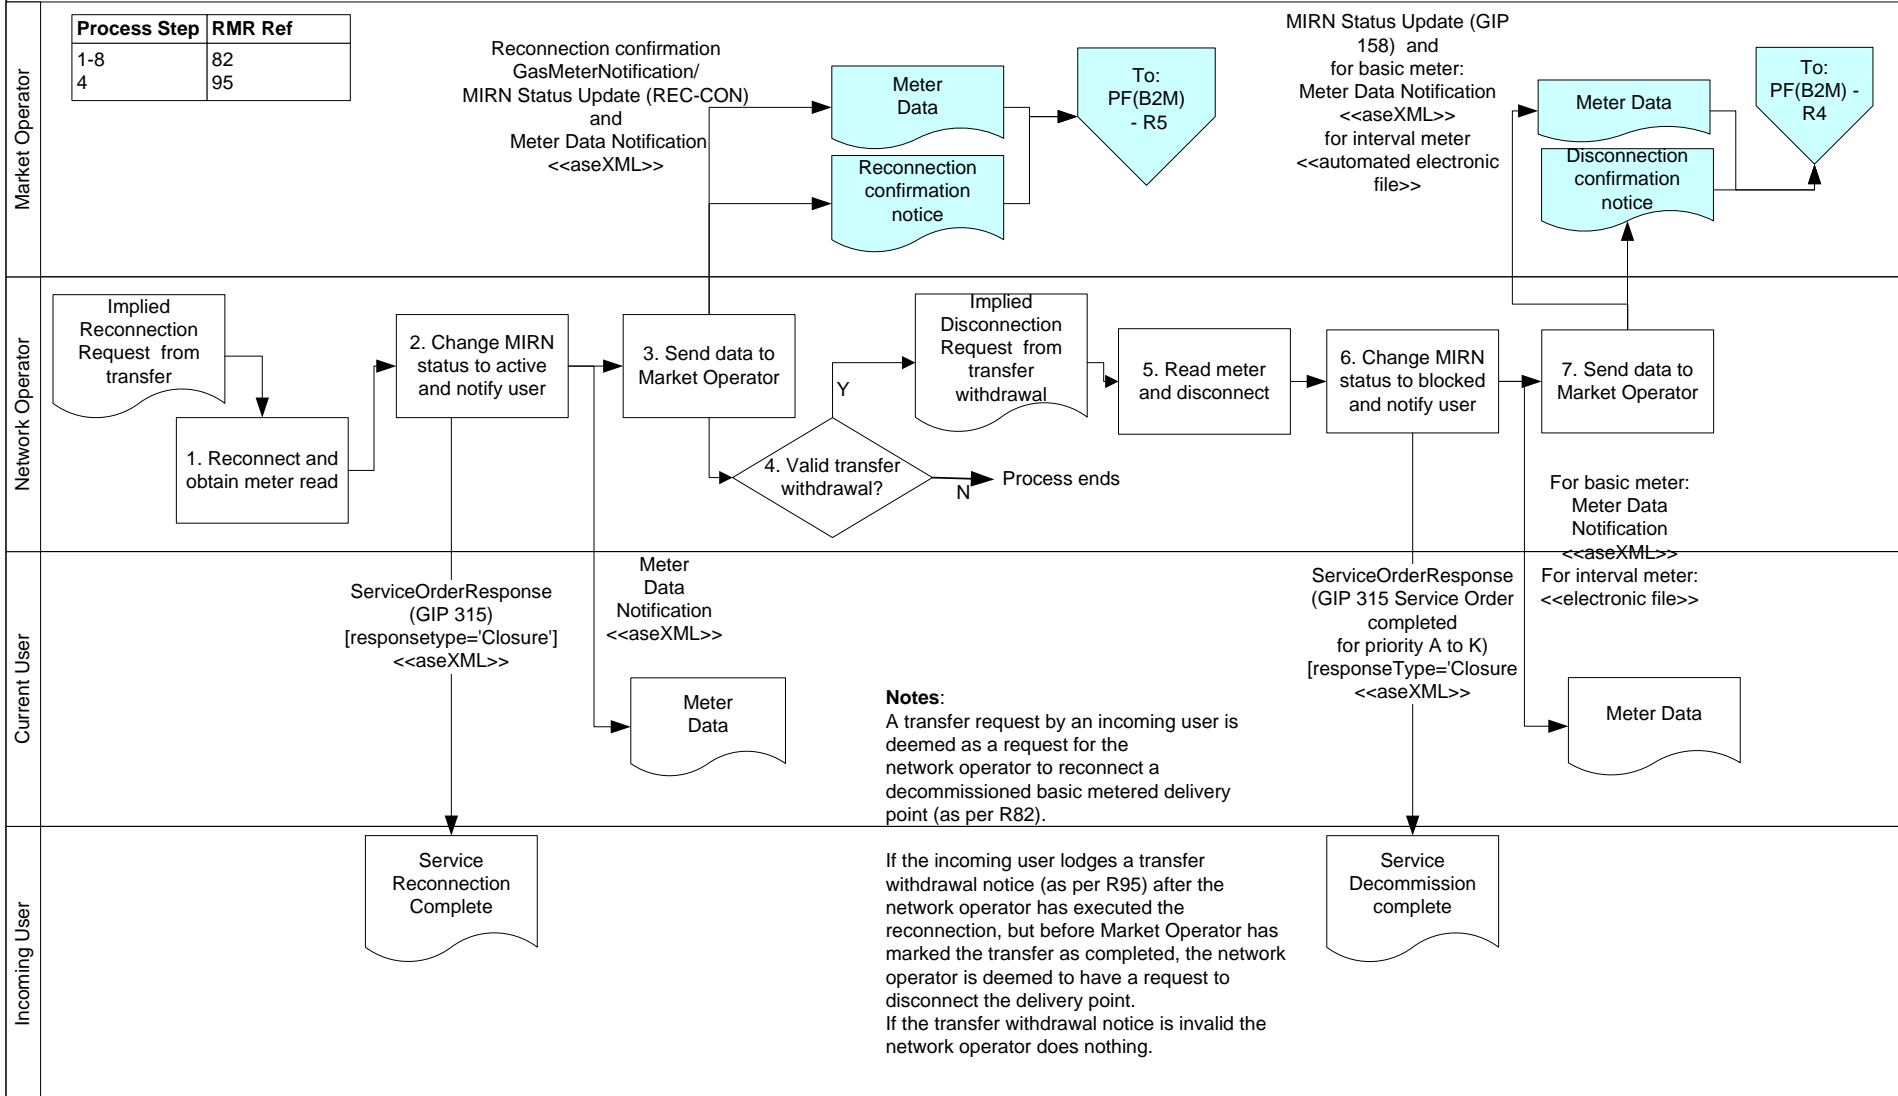 Market Operator
Process Step RMR Ref
1-8 82
4 95
Reconnection confirmation
GasMeterNotification/
MIRN Status Update (REC-CON)
and
Meter Data Notification
<<aseXML>>
Meter
Data
Reconnection
confirmation
notice
To:
PF(B2M)
- R5
MIRN Status Update (GIP
158) and
for basic meter:
Meter Data Notification
<<aseXML>>
for interval meter
<<automated electronic
file>>
Meter Data
Disconnection
confirmation
notice
To:
PF(B2M) -
R4
Network Operator
Implied
Reconnection
Request from
transfer
1. Reconnect and
obtain meter read
2. Change MIRN
status to active
and notify user
3. Send data to
Market Operator
4. Valid transfer
withdrawal?
Y
N
Process ends
Implied
Disconnection
Request from
transfer
withdrawal
5. Read meter
and disconnect
6. Change MIRN
status to blocked
and notify user
7. Send data to
Market Operator
For basic meter:
Meter Data
Notification
<<aseXML>>
For interval meter:
<<electronic file>>
Current User
ServiceOrderResponse
(GIP 315)
[responsetype='Closure']
<<aseXML>>
Meter
Data
Notification
<<aseXML>>
Meter
Data
Notes:
A transfer request by an incoming user is
deemed as a request for the
network operator to reconnect a
decommissioned basic metered delivery
point (as per R82).
ServiceOrderResponse
(GIP 315 Service Order
completed
for priority A to K)
[responseType='Closure
<<aseXML>>
Meter Data
Incoming User
Service
Reconnection
Complete
If the incoming user lodges a transfer
withdrawal notice (as per R95) after the
network operator has executed the
reconnection, but before Market Operator has
marked the transfer as completed, the network
operator is deemed to have a request to
disconnect the delivery point.
If the transfer withdrawal notice is invalid the
network operator does nothing.
Service
Decommission
complete